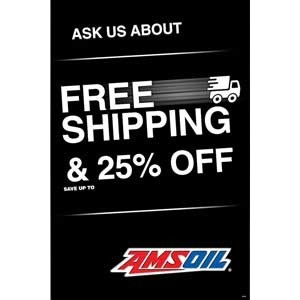 ASK US ABOUT
FREE
SHIPPING
& 25% OFF
SAVE UP TO
AMSOIL